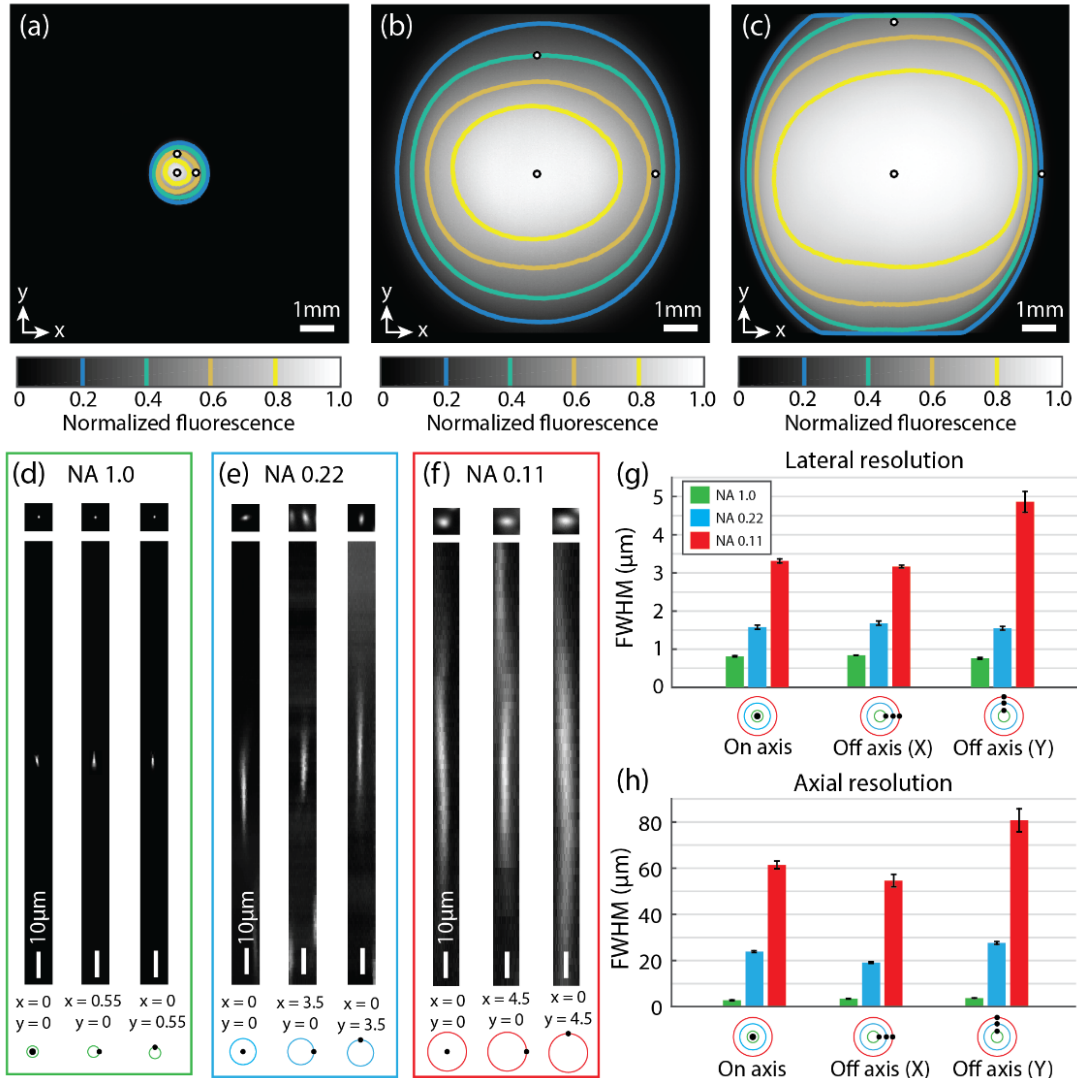 (a)
(b)
(c)
y
x
1mm
y
x
1mm
y
x
1mm
0 0.2 0.4 0.6 0.8 1.0
Normalized fluorescence
0 0.2 0.4 0.6 0.8 1.0
Normalized fluorescence
0 0.2 0.4 0.6 0.8 1.0
Normalized fluorescence
(d) NA 1.0
10µm
x = 0 x = 0.55 x = 0
y = 0 y = 0 y = 0.55
(e) NA 0.22
10µm
x = 0 x = 3.5 x = 0
y = 0 y = 0 y = 3.5
(f) NA 0.11
10µm
x = 0 x = 4.5 x = 0
y = 0 y = 0 y = 4.5
(g) Lateral resolution
NA 1.0
NA 0.22
NA 0.11
FWHM (µm)
5
4
3
2
1
0
On axis Off axis (X) Off axis (Y)
(h) Axial resolution
FWHM (µm)
80
60
40
20
0
On axis Off axis (X) Off axis (Y)